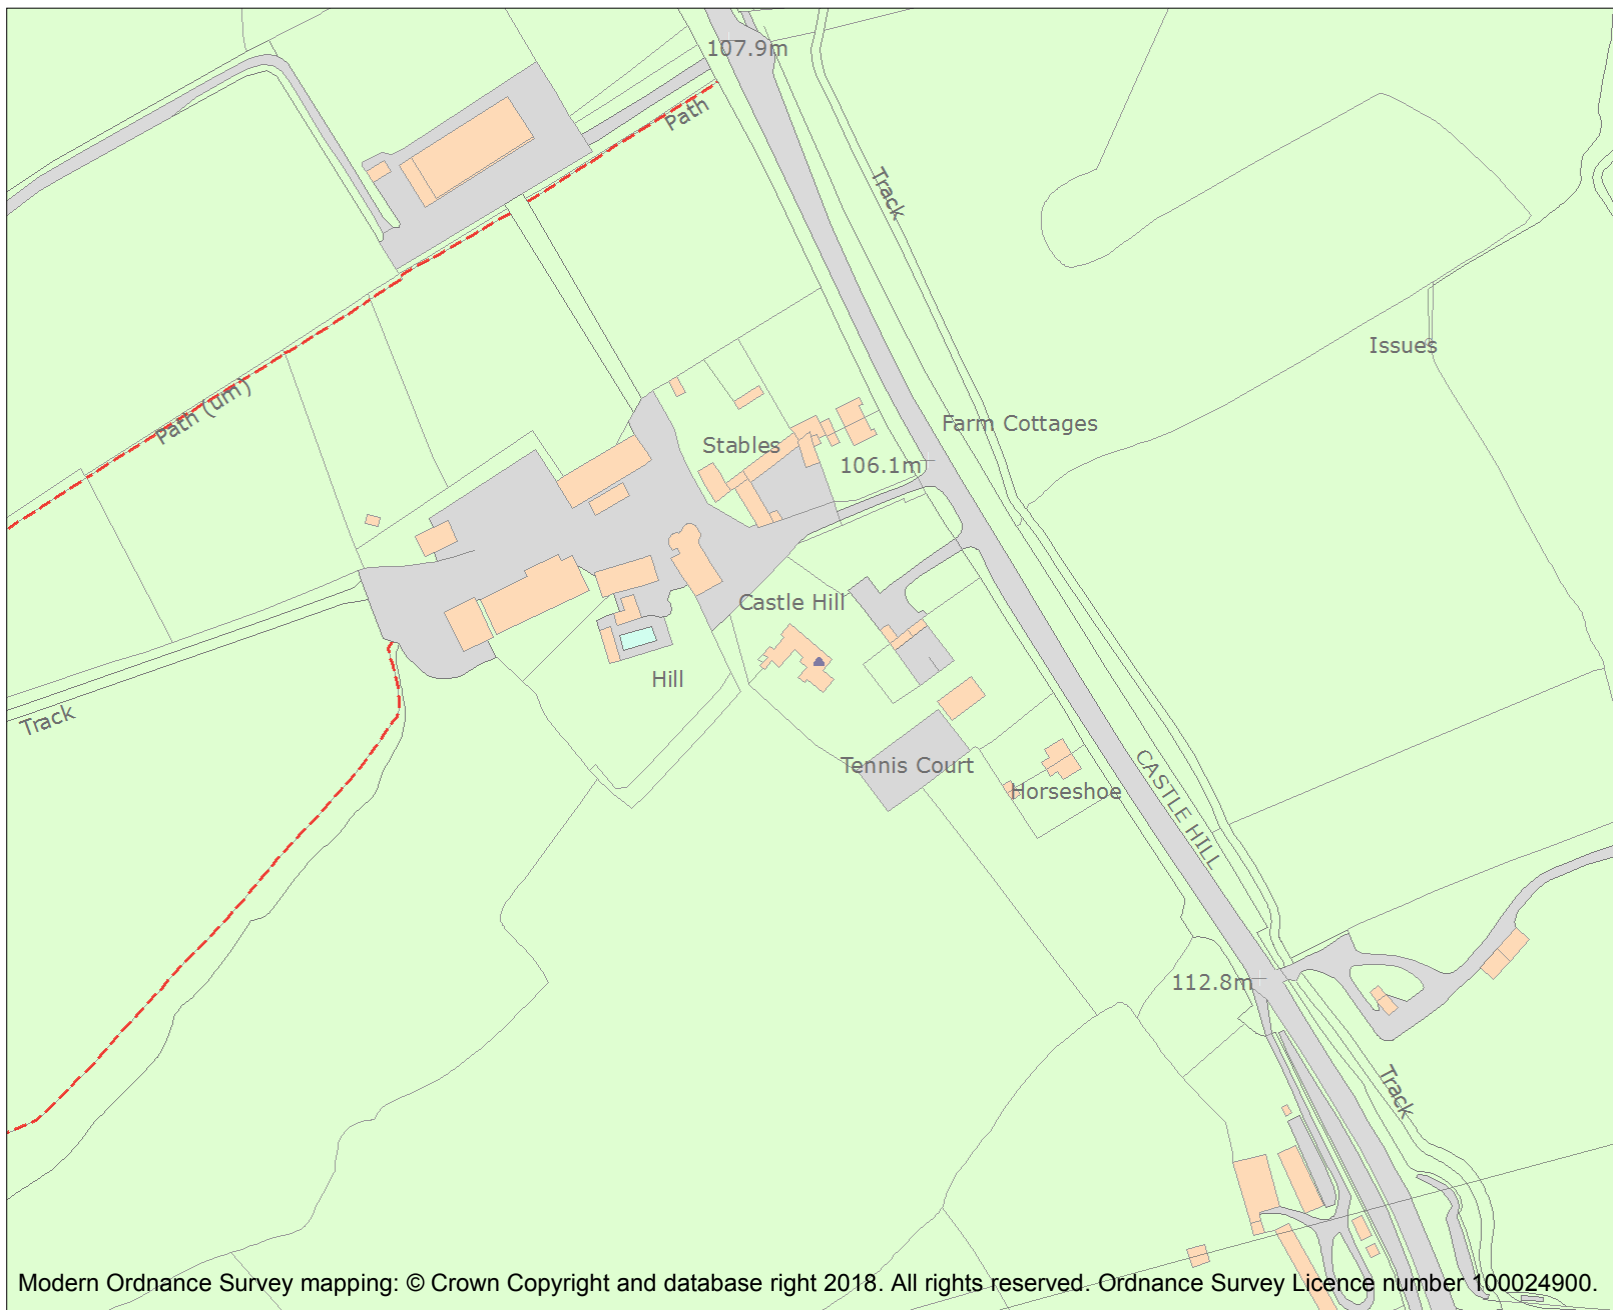 107.9m
Path
Track
Issues
Path (um)
Farm Cottages
Stables
106.1m
Castle Hill
Hill
Track
Tennis Court
Horseshoe
CASTLE HILL
112.8m
Track
Modern Ordnance Survey mapping: © Crown Copyright and database right 2018. All rights reserved. Ordnance Survey Licence number 100024900.